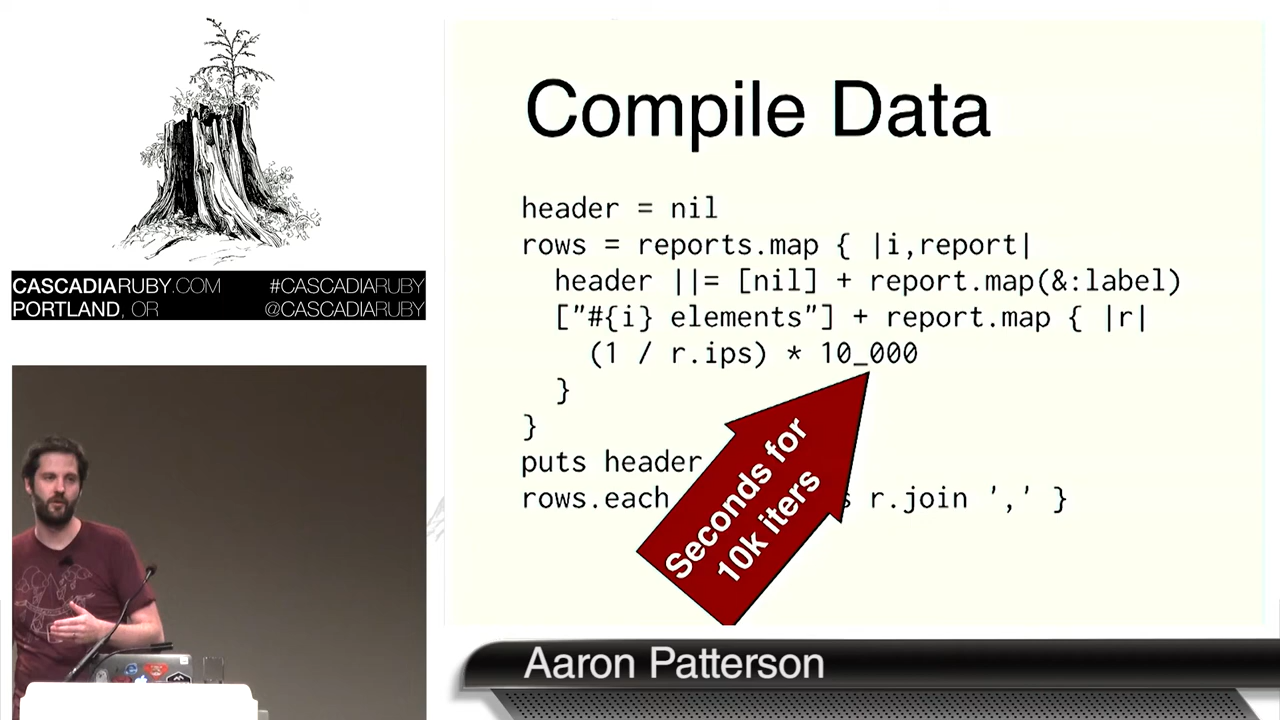 CASCADIARUBY.COM #CASCADIARUBY
PORTLAND, OR @CASCADIARUBY
Compile Data
header = nil
rows = reports.map { |i,report|
header ||= [nil] + report.map(&:label)
["#{i} elements"] + report.map { |r|
(1 / r.ips) * 10_000
}
}
puts header
rows.each r.join ',' }
Seconds for
10k iters
Aaron Patterson